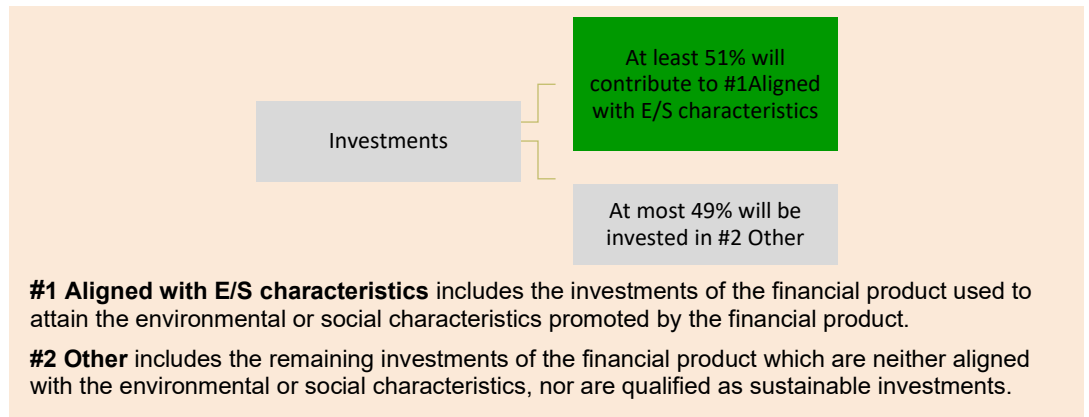 At least 51% will
contribute to #1Aligned
with E/S characteristics
Investments
At most 49% will be
invested in #2 Other
#1 Aligned with E/S characteristics includes the investments of the financial product used to
attain the environmental or social characteristics promoted by the financial product.
#2 Other includes the remaining investments of the financial product which are neither aligned
with the environmental or social characteristics, nor are qualified as sustainable investments.